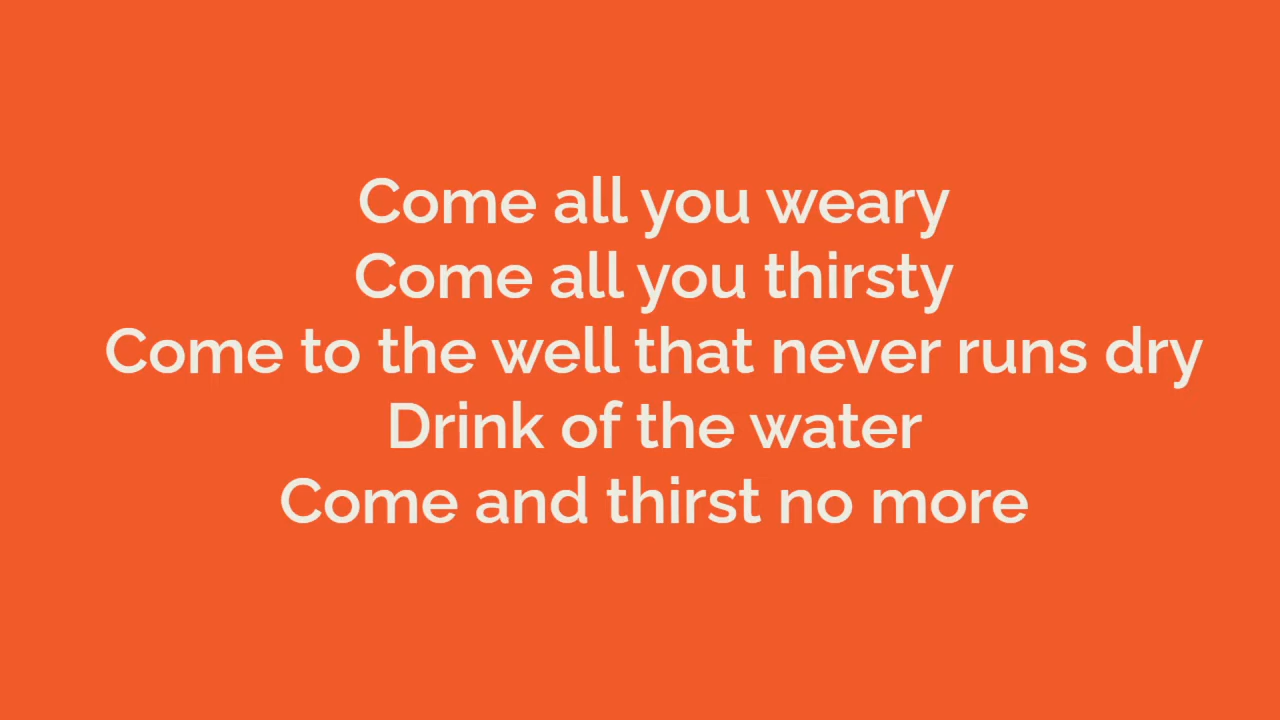 Come all you weary
Come all you thirsty
Come to the well that never runs dry
Drink of the water
Come and thirst no more